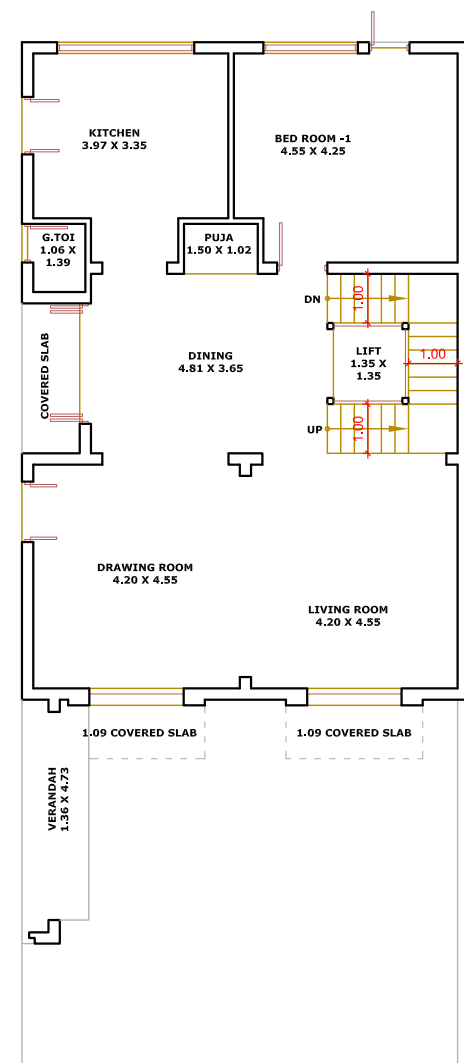 KITCHEN
3.97 X 3.35
BED ROOM -1
4.55 X 4.25
G.TOI
1.06 X
1.39
PUJA
1.50 X 1.02
DN
1.00
COVERED SLAB
DINING
4.81 X 3.65
LIFT
1.35 X
1.35
1.00
UP
1.00
DRAWING ROOM
4.20 X 4.55
LIVING ROOM
4.20 X 4.55
1.09 COVERED SLAB
1.09 COVERED SLAB
VERANDAH
1.36 X 4.73